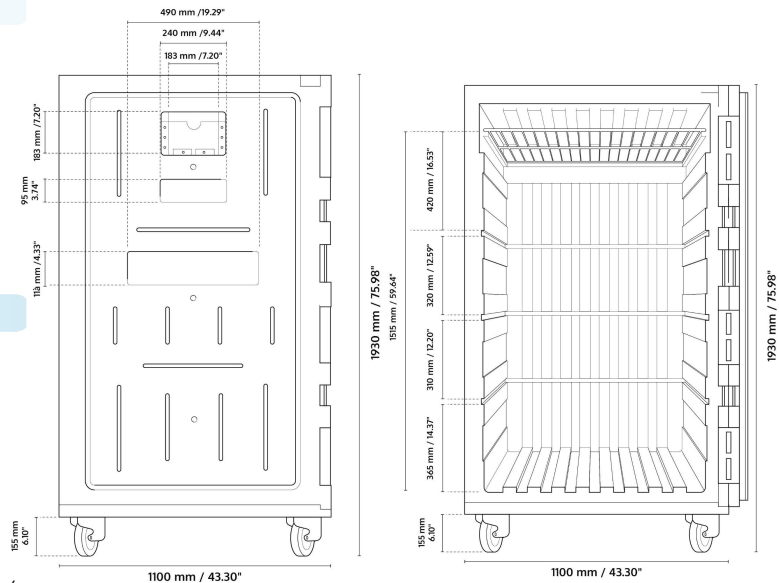 490 mm /19.29"
240 mm /9.44"
183 mm /7.20"
183 mm /7.20"
95 mm
3.74"
11à mm /4.33"
155 mm
6.10"
1100 mm / 43.30"
1930 mm / 75.98"
1515 mm / 59.64"
420 mm / 16.53"
320 mm / 12.59"
310 mm / 12.20"
365 mm / 14.37"
155 mm
6.10"
1100 mm / 43.30"
1930 mm / 75.98"